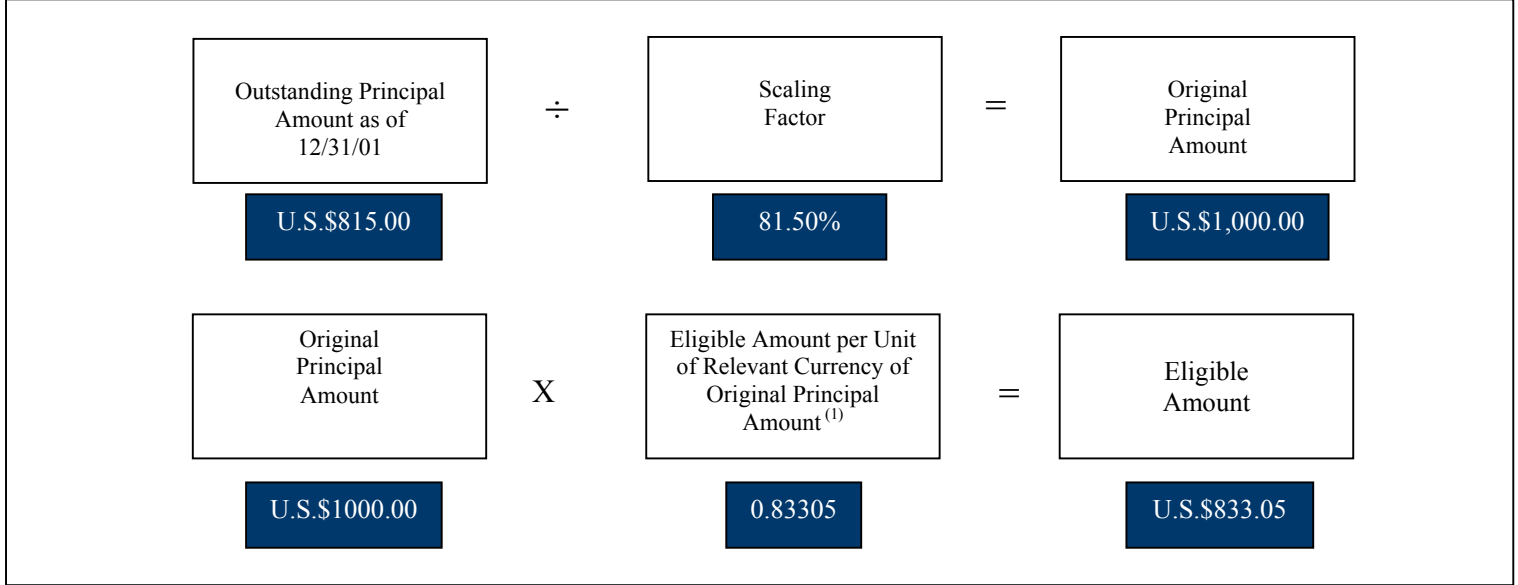 Outstanding Principal
Amount as of
12/31/01
÷
Scaling
Factor
=
Original
Principal
Amount
U.S.$815.00
81.50%
U.S.$1,000.00
Original
Principal
Amount
X
Eligible Amount per Unit
of Relevant Currency of
Original Principal
Amount (1)
=
Eligible
Amount
U.S.$1000.00
0.83305
U.S.$833.05